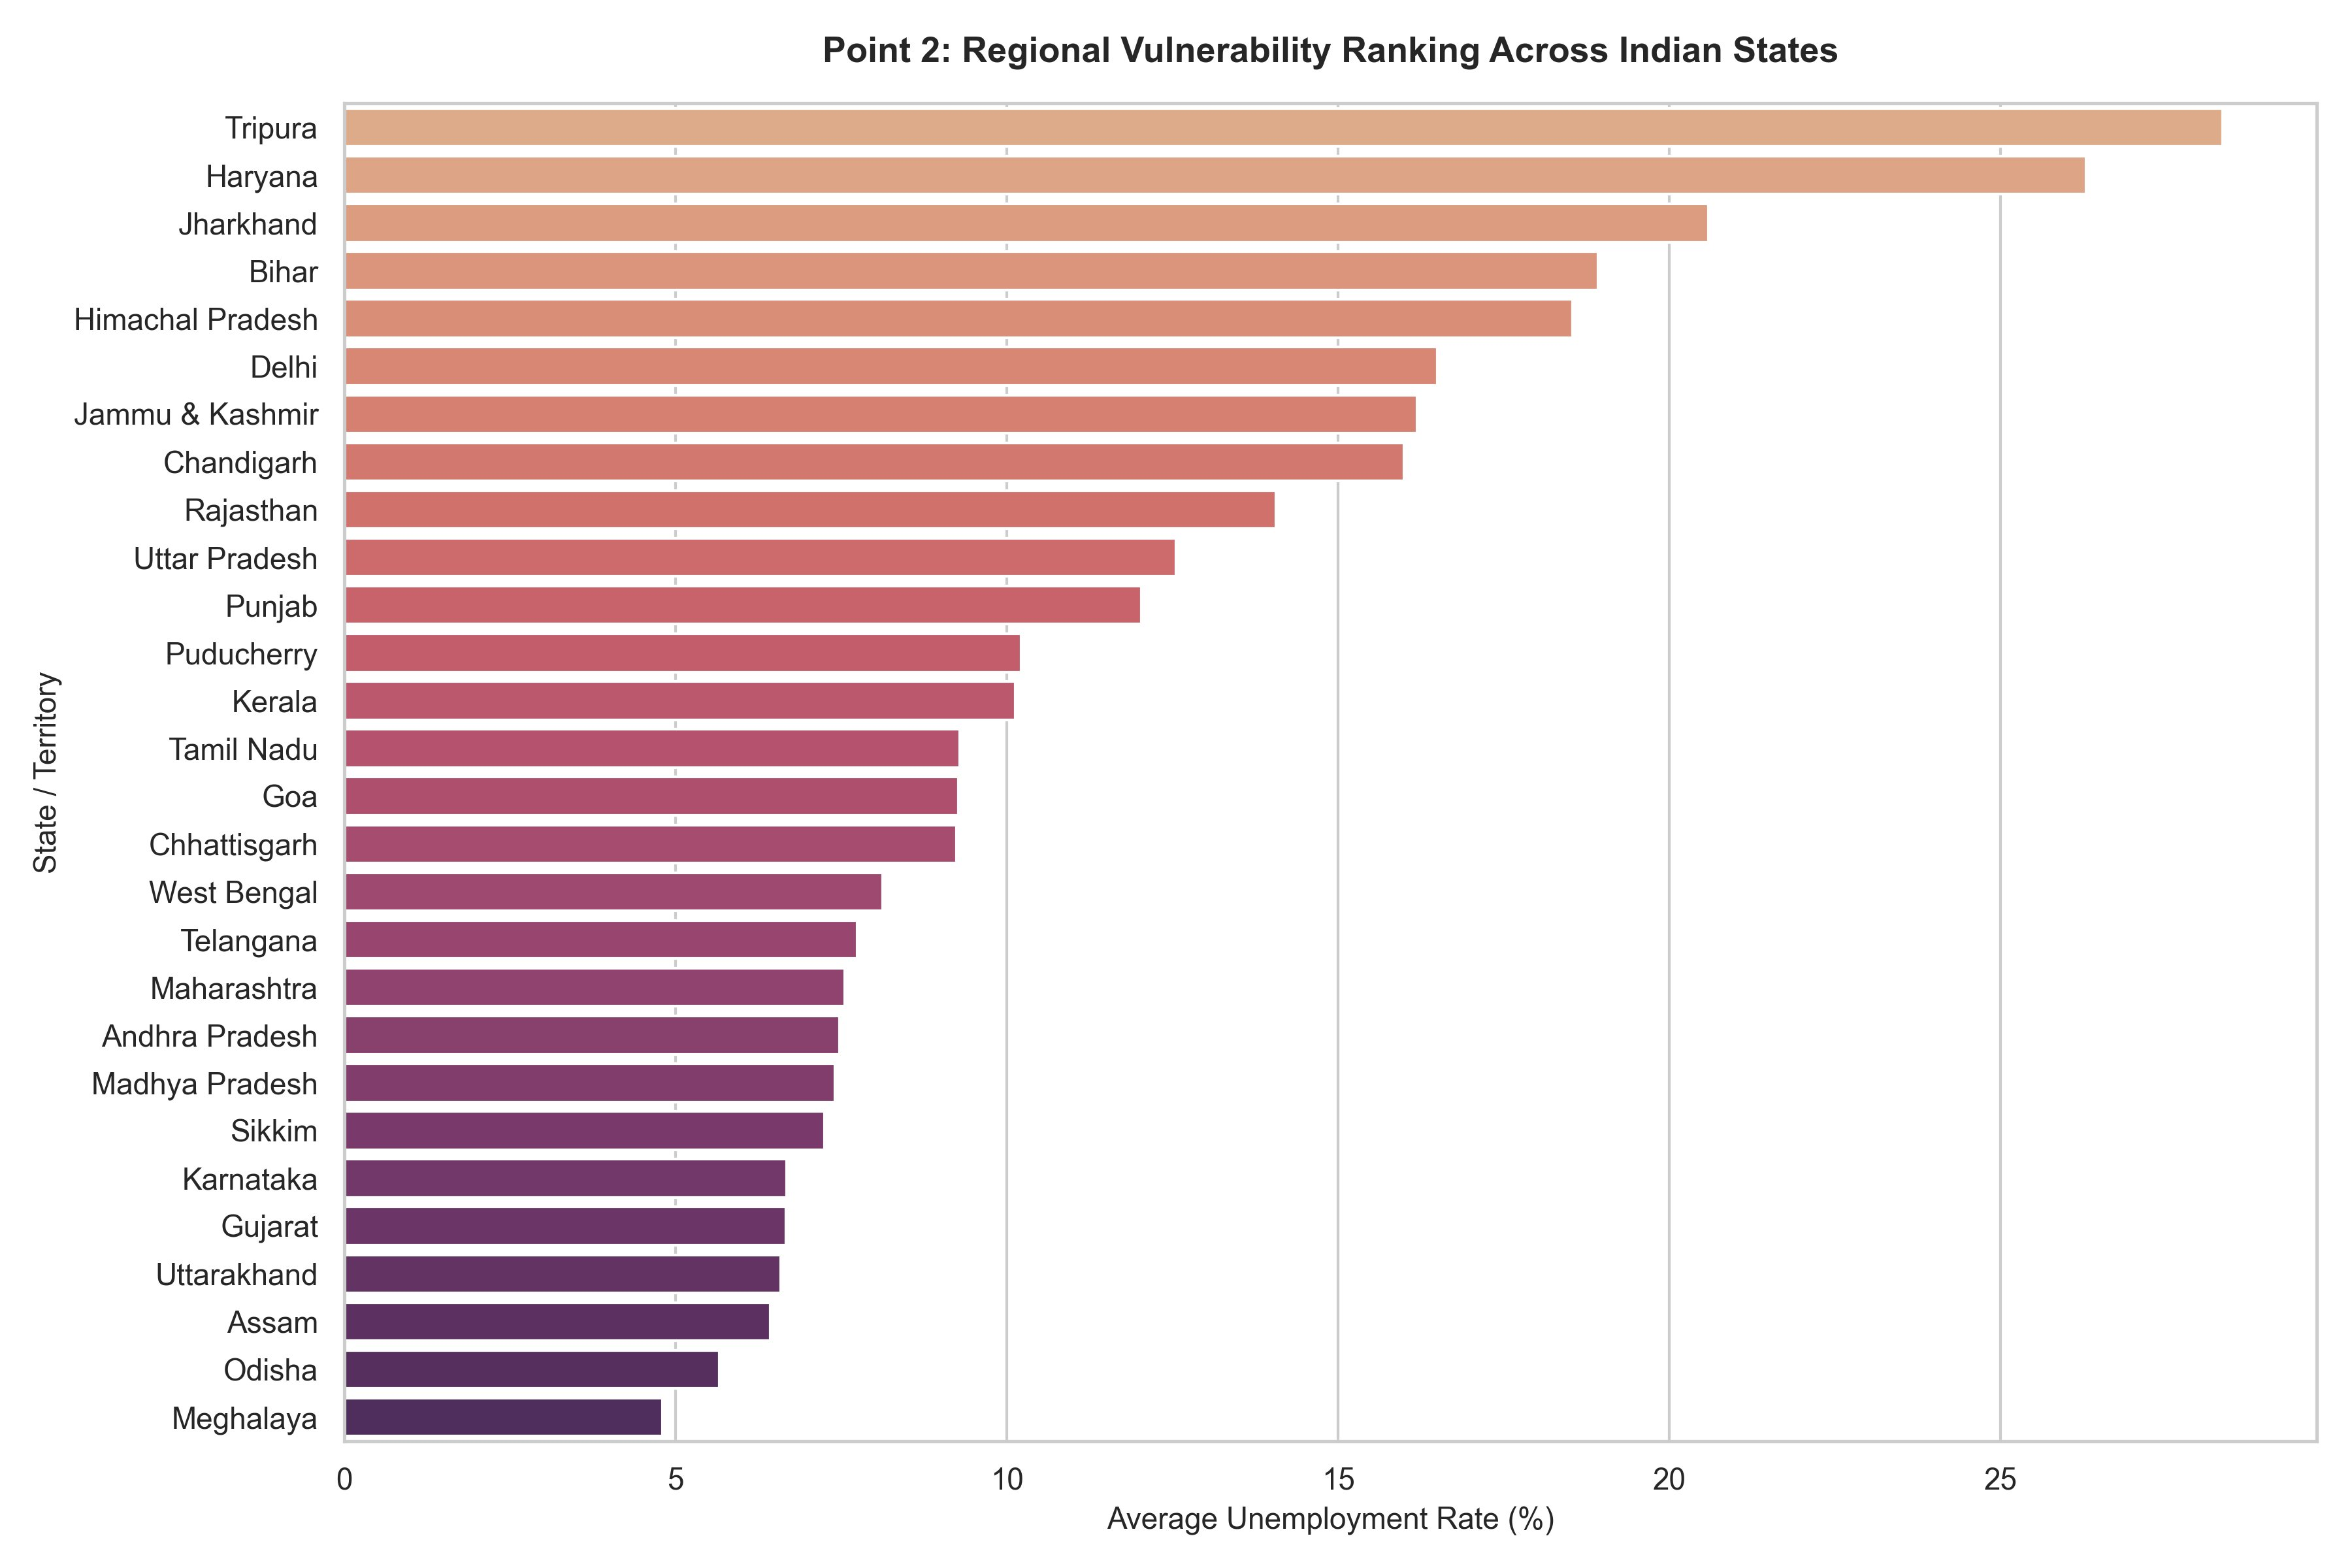 Point 2: Regional Vulnerability Ranking Across Indian States
State / Territory
Tripura
Haryana
Jharkhand
Bihar
Himachal Pradesh
Delhi
Jammu & Kashmir
Chandigarh
Rajasthan
Uttar Pradesh
Punjab
Puducherry
Kerala
Tamil Nadu
Goa
Chhattisgarh
West Bengal
Telangana
Maharashtra
Andhra Pradesh
Madhya Pradesh
Sikkim
Karnataka
Gujarat
Uttarakhand
Assam
Odisha
Meghalaya
0 5 10 15 20 25
Average Unemployment Rate (%)